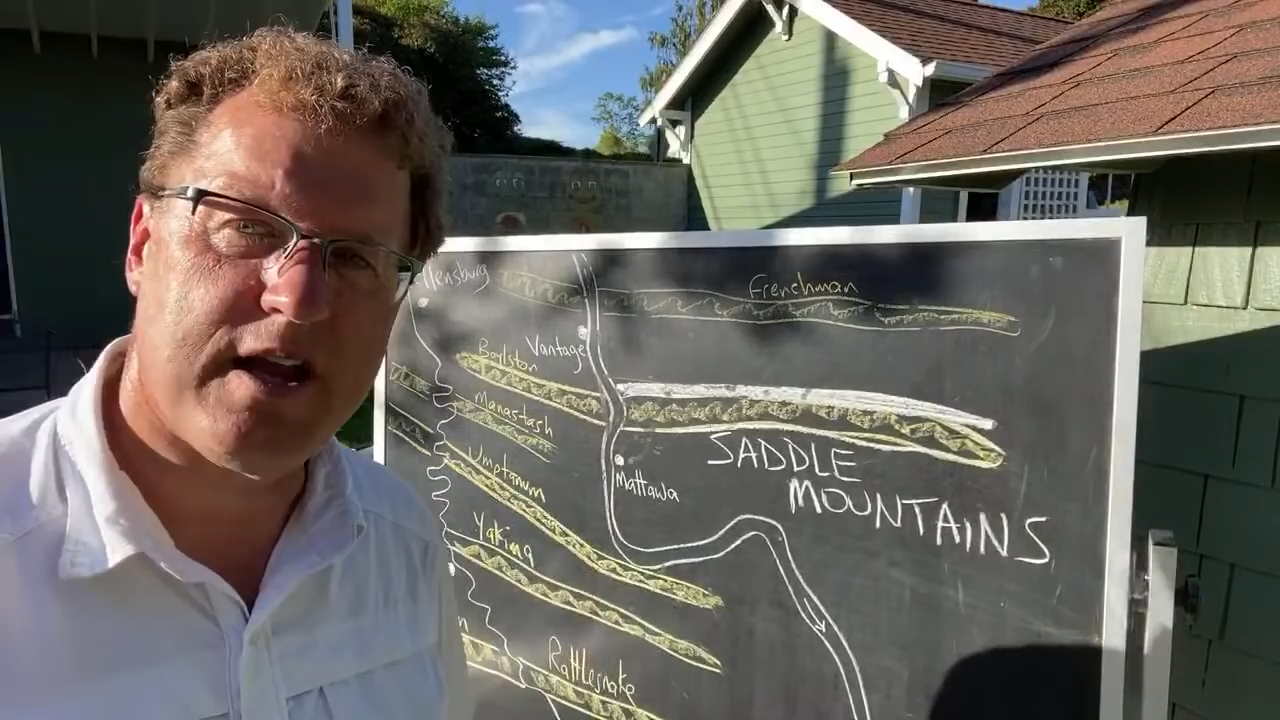 llensburg
Frenchman
Vantage
Boylston
Manastash
SADDLE
MOUNTAINS
Umptanum
Mattawa
Yakima
n
Rattlesnake